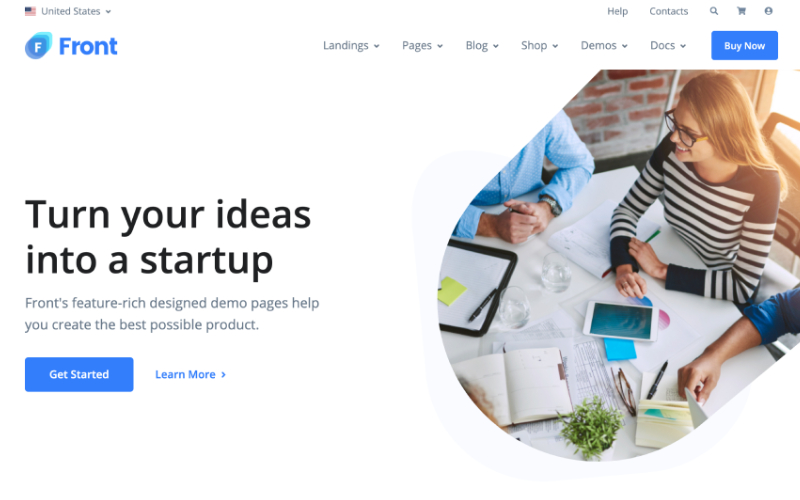 United States
Help
Contacts
F
Front
Landings
Pages
Blog
Shop
Demos
Docs
Buy Now
Turn your ideas
into a startup
Front's feature-rich designed demo pages help
you create the best possible product.
Get Started
Learn More